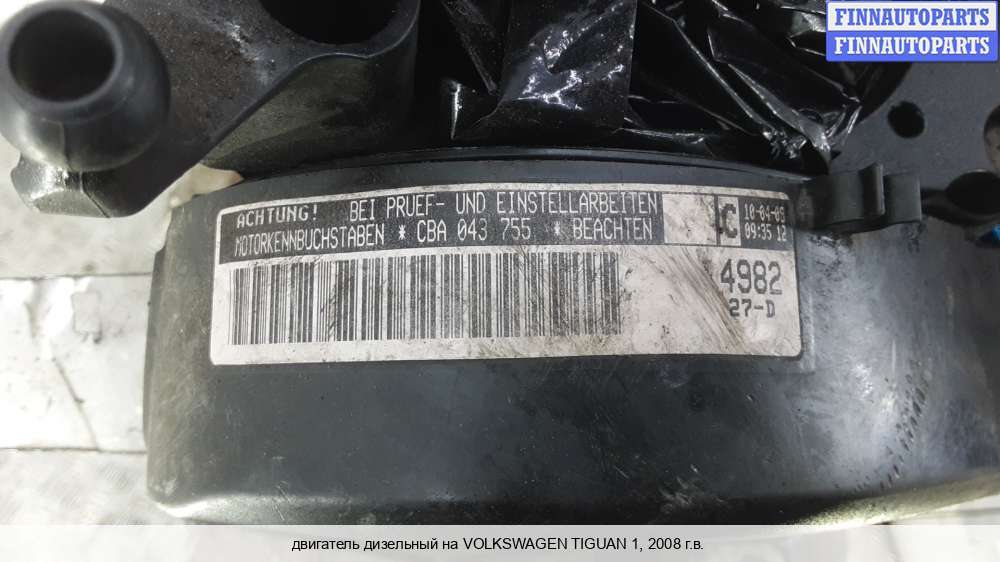 FINNAUTOPARTS
FINNAUTOPARTS
ACHTUNG! BEI PRUEF- UND EINSTELLARBEITEN
MOTORKENNBUCHSTABEN * CBA 043 755 * BEACHTEN
C
10-04-09
09:35 12
4982
27-D
двигатель дизельный на VOLKSWAGEN TIGUAN 1, 2008 г.в.